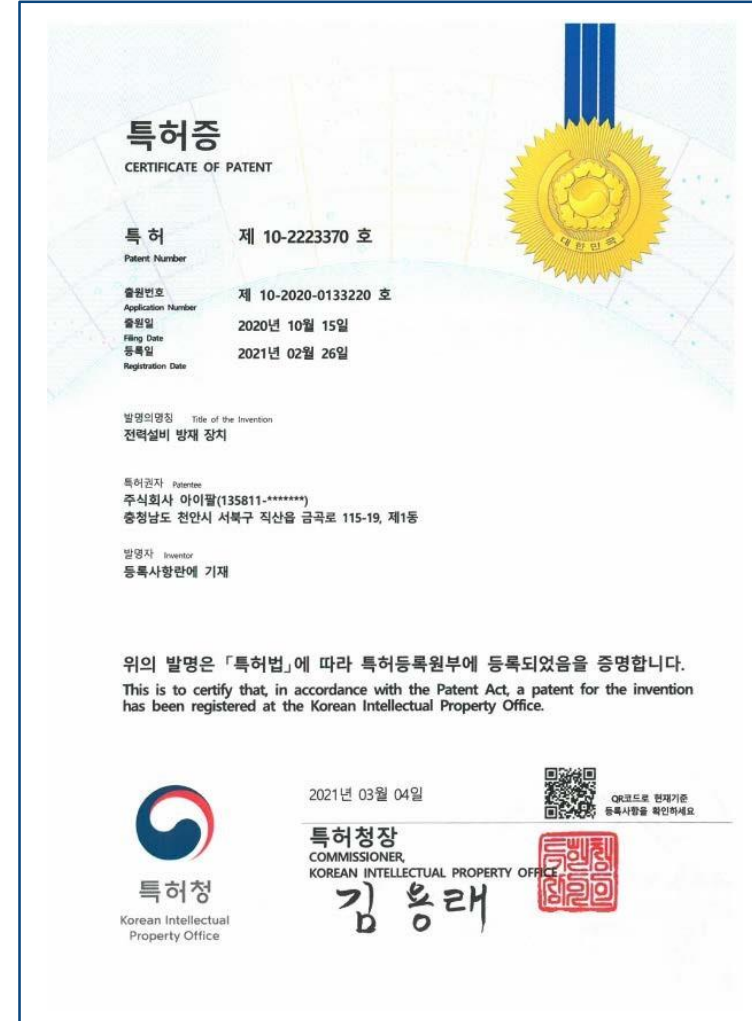 특허증
CERTIFICATE OF PATENT
특 허 제 10-2223370 호
Patent Number
출원번호 제 10-2020-0133220 호
Application Number
출원일 2020년 10월 15일
Filing Date
등록일 2021년 02월 26일
Registration Date
발명의명칭 Title of the Invention
전력설비 방재 장치
특허권자 Patentee
주식회사 아이팔(135811-*******)
충청남도 천안시 서북구 직산읍 금곡로 115-19, 제1동
발명자 Inventor
등록사항란에 기재
위의 발명은 「특허법」에 따라 특허등록원부에 등록되었음을 증명합니다.
This is to certify that, in accordance with the Patent Act, a patent for the invention
has been registered at the Korean Intellectual Property Office.
2021년 03월 04일
QR코드로 현재기준
등록사항을 확인하세요
특허청장
COMMISSIONER,
KOREAN INTELLECTUAL PROPERTY OFFICE
김용래
특허청
Korean Intellectual
Property Office
대한민국